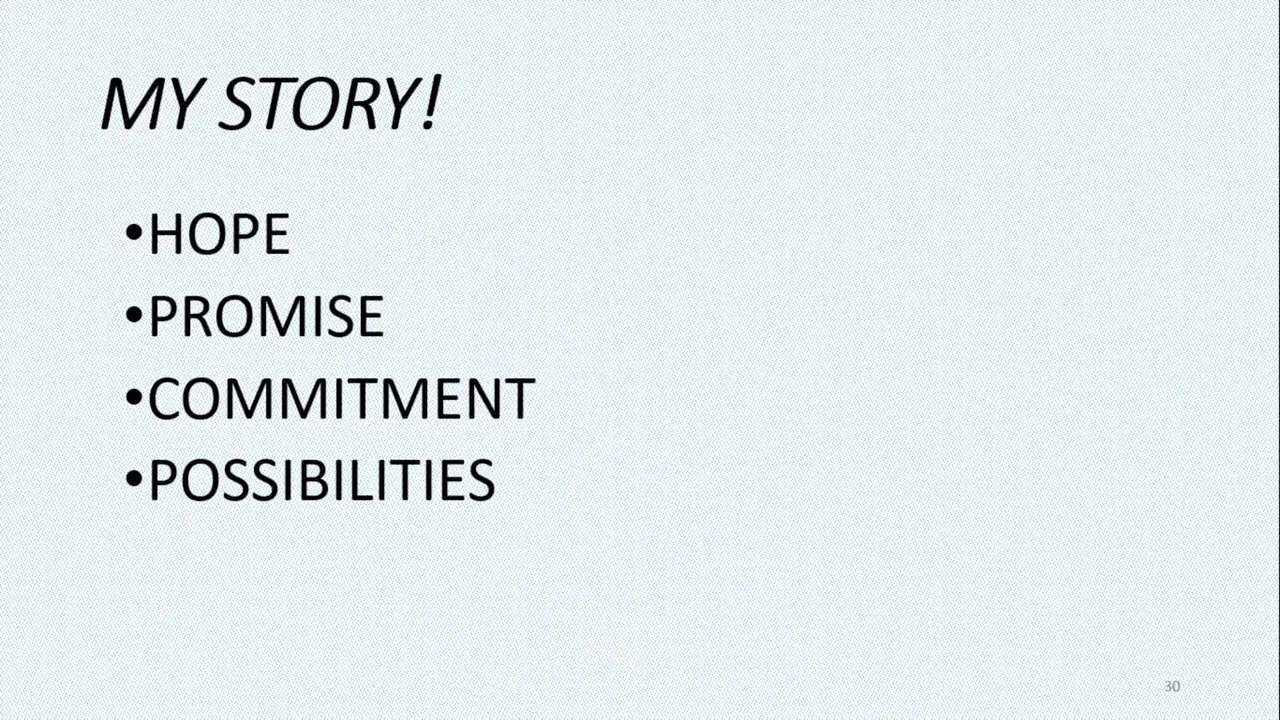 MY STORY!
•HOPE
•PROMISE
•COMMITMENT
•POSSIBILITIES
30